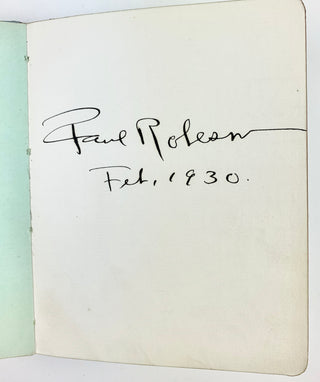 Paul Robeson
Feb, 1930.